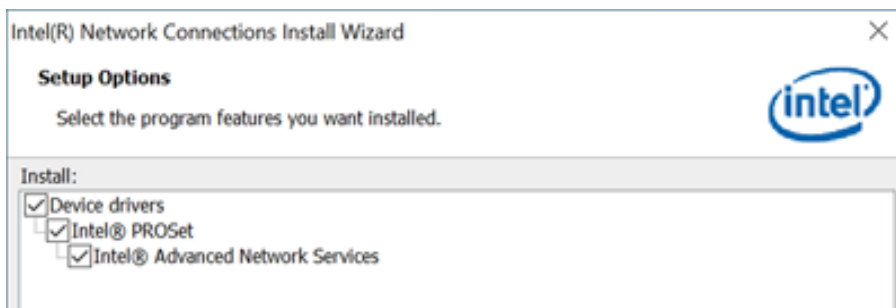 Intel(R) Network Connections Install Wizard
Setup Options
Select the program features you want installed.
intel
Install:
Device drivers
Intel® PROSet
Intel® Advanced Network Services